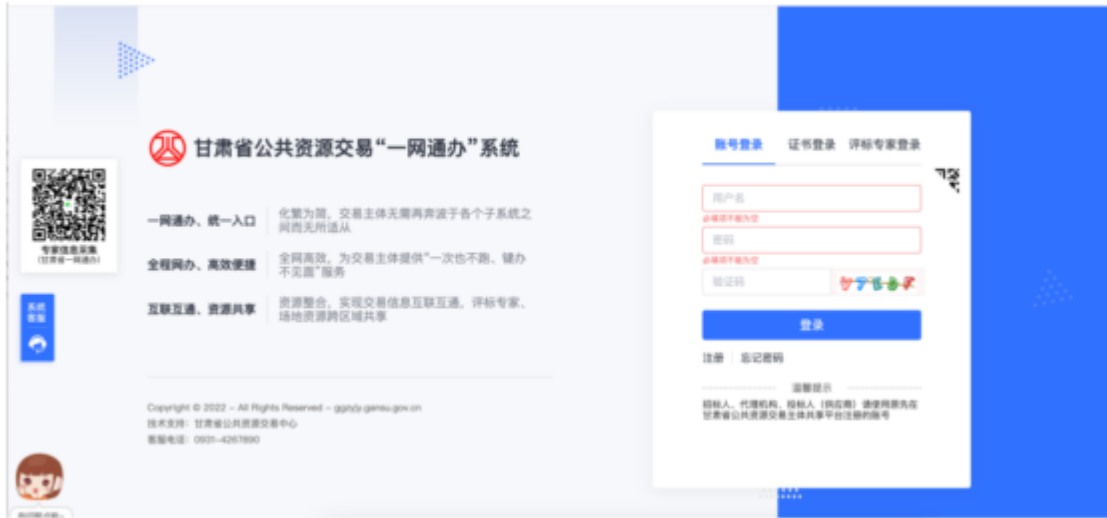 甘肃省公共资源交易“一网通办”系统
专家信息采集
(甘肃省一网通办)
系统
客服
一网通办、统一入口
化繁为简，交易主体无需再奔波于各个子系统之
间而无所适从
全程网办、高效便捷
全网高效，为交易主体提供“一次也不跑、键办
不见面”服务
互联互通、资源共享
资源整合，实现交易信息互联互通，评标专家、
场地资源跨区域共享
Copyright © 2022 - All Rights Reserved - ggzyjy.gansu.gov.cn
技术支持：甘肃省公共资源交易中心
客服电话：0931-4267890
账号登录 证书登录 评标专家登录
用户名
必填项不能为空
密码
必填项不能为空
验证码
登录
注册 忘记密码
温馨提示
招标人、代理机构、投标人（供应商）请使用原先在
甘肃省公共资源交易主体共享平台注册的账号